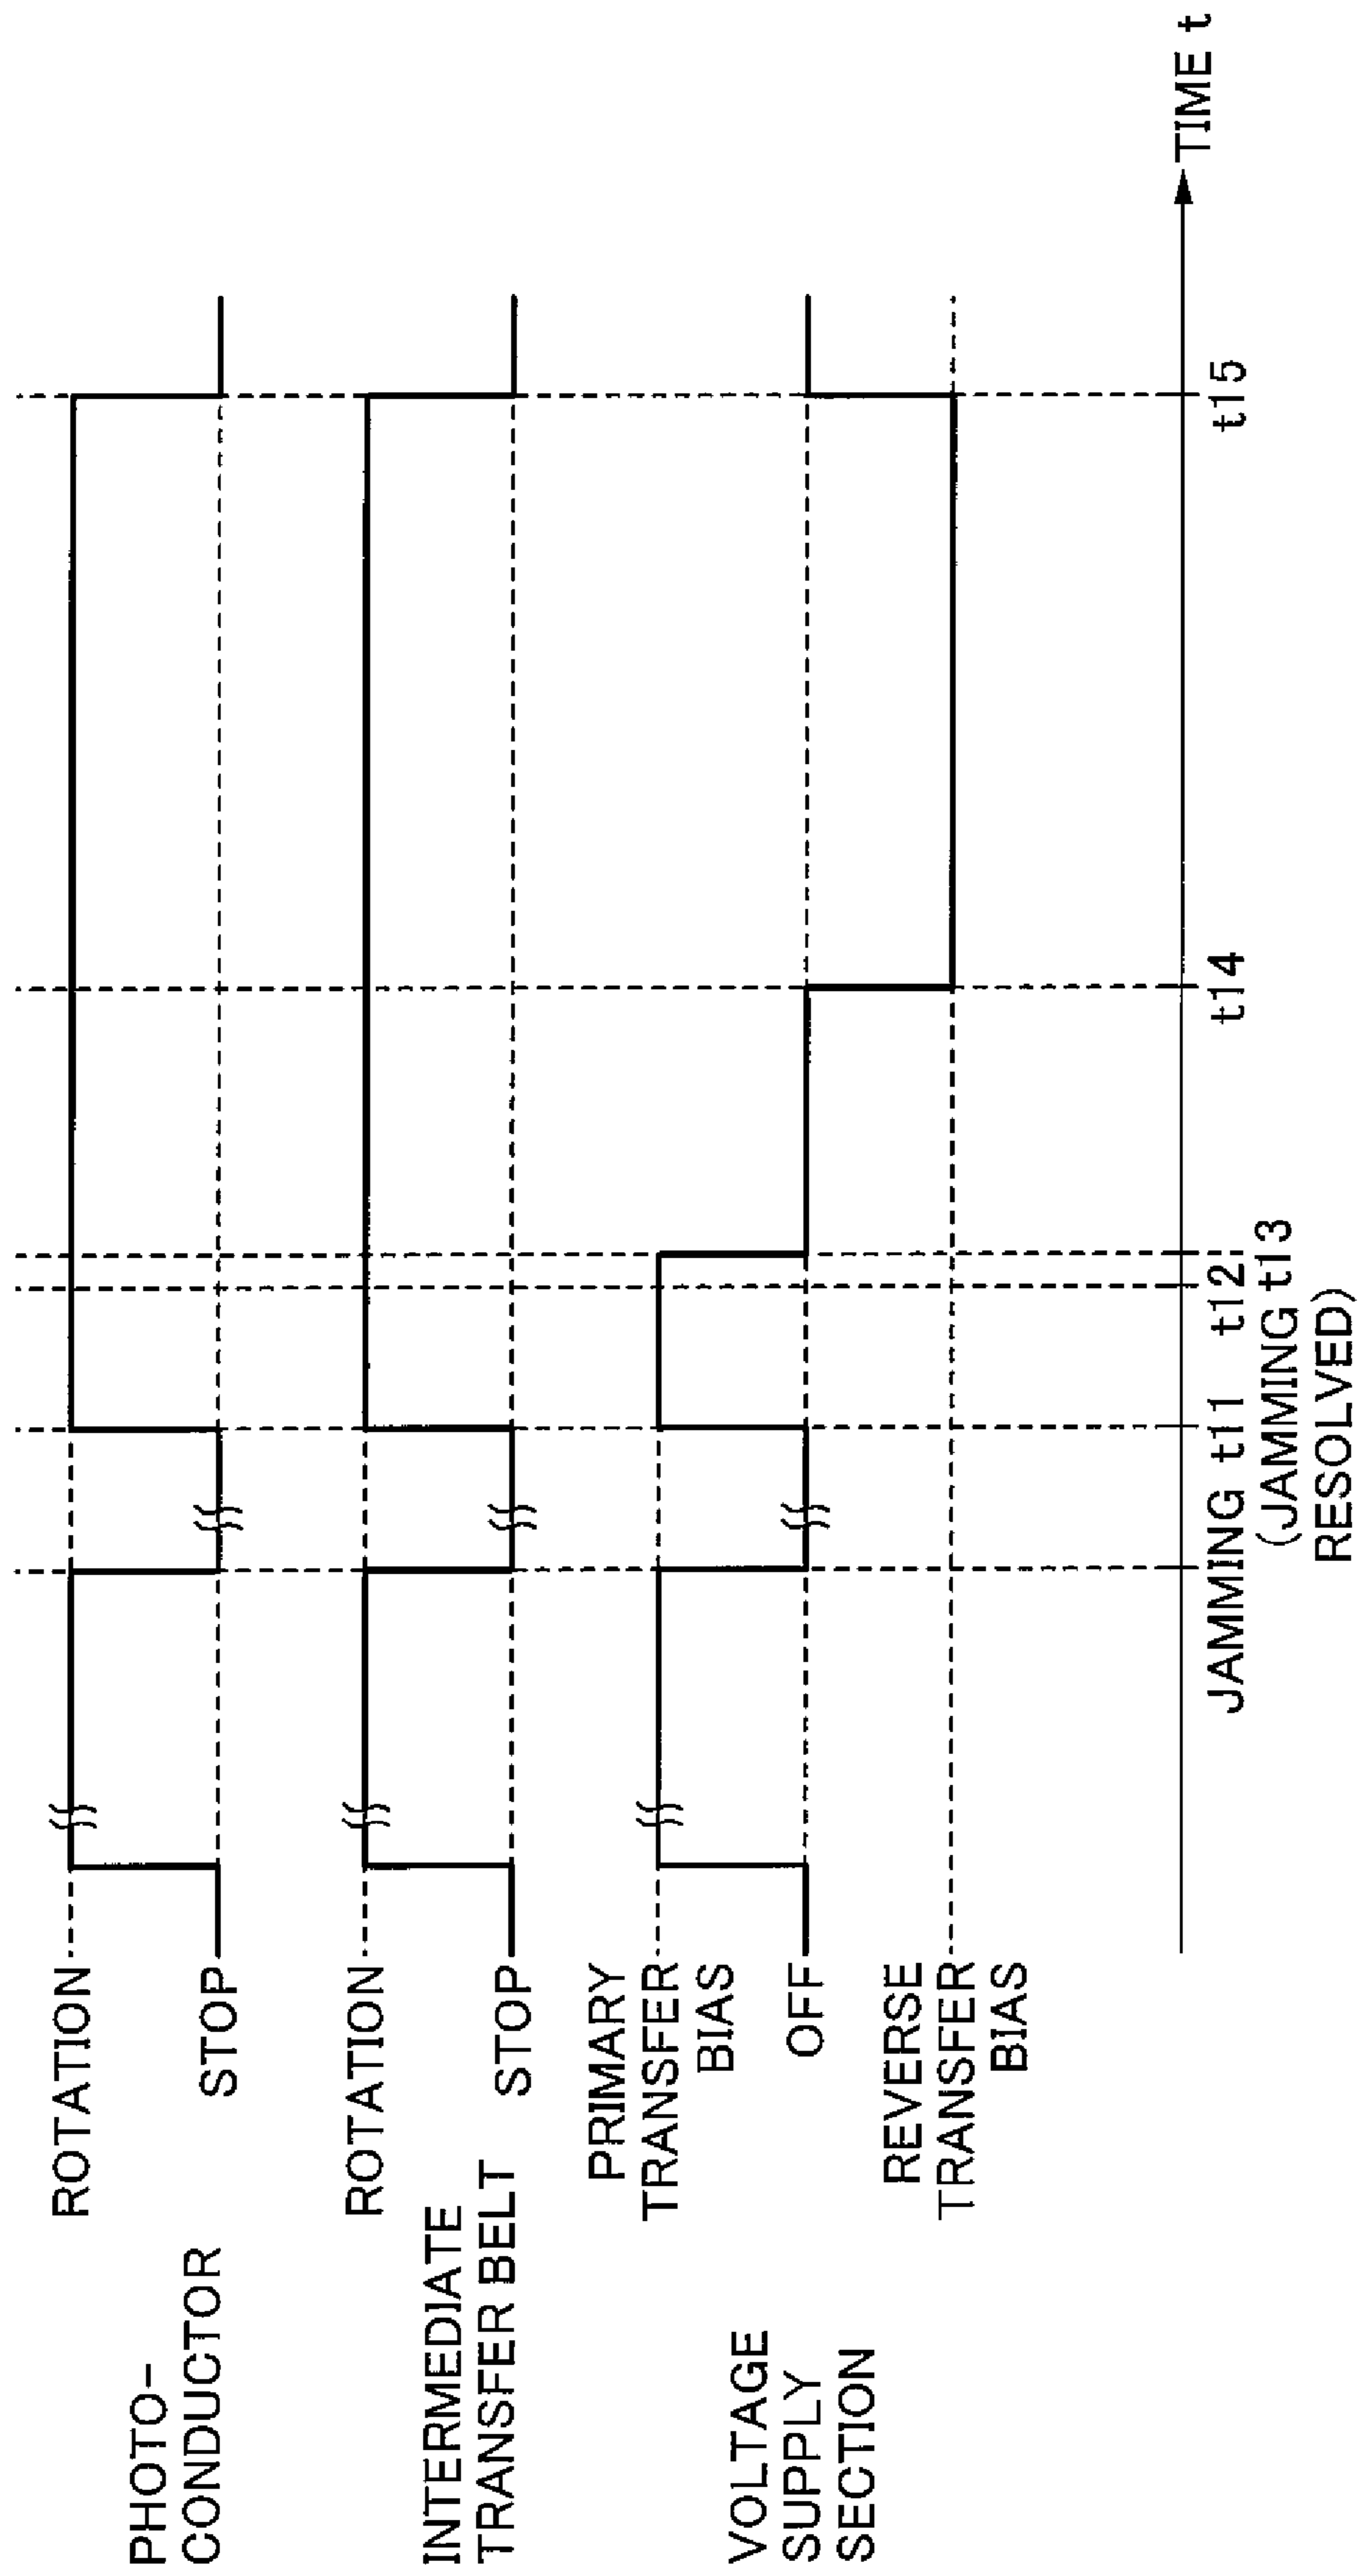 PHOTO-
CONDUCTOR
ROTATION
STOP
INTERMEDIATE
TRANSFER BELT
ROTATION
STOP
VOLTAGE
SUPPLY
SECTION
PRIMARY
TRANSFER
BIAS
OFF
REVERSE
TRANSFER
BIAS
JAMMING t11 t12
(JAMMING t13
RESOLVED)
t14
t15
TIME t